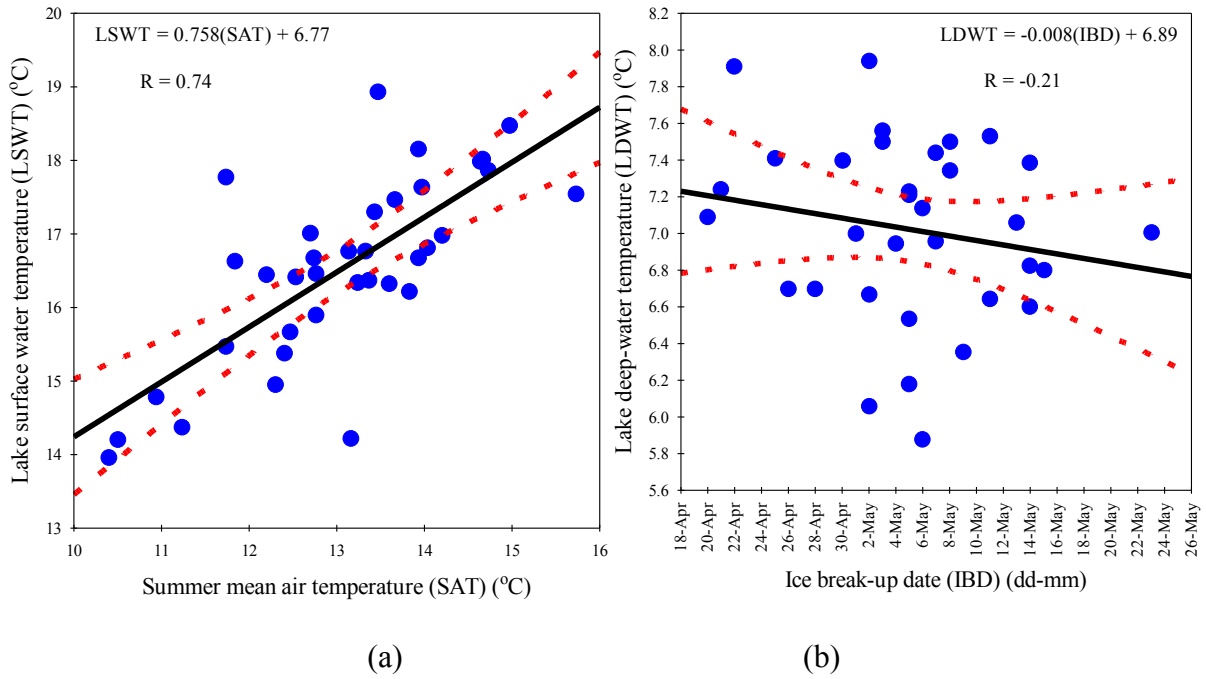 LSWT = 0.758(SAT) + 6.77
R = 0.74
Lake surface water temperature (LSWT) (°C)
20
19
18
17
16
15
14
13
10
11
12
13
14
15
16
Summer mean air temperature (SAT) (°C)
(a)
LDWT = -0.008(IBD) + 6.89
R = -0.21
Lake deep-water temperature (LDWT) (°C)
8.2
8.0
7.8
7.6
7.4
7.2
7.0
6.8
6.6
6.4
6.2
6.0
5.8
5.6
18-Apr
20-Apr
22-Apr
24-Apr
26-Apr
28-Apr
30-Apr
2-May
4-May
6-May
8-May
10-May
12-May
14-May
16-May
18-May
20-May
22-May
24-May
26-May
Ice break-up date (IBD) (dd-mm)
(b)